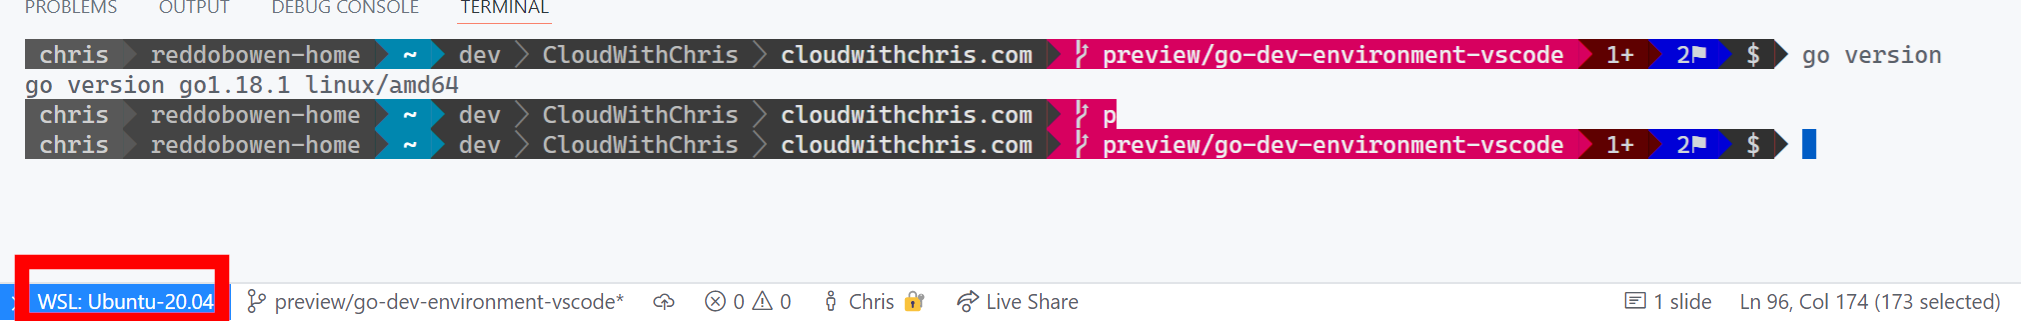 PROBLEMS OUTPUT DEBUG CONSOLE TERMINAL
chris reddobowen-home ~ dev CloudWithChris cloudwithchris.com preview/go-dev-environment-vscode 1+ 2⚑ $ go version
go version go1.18.1 linux/amd64
chris reddobowen-home ~ dev CloudWithChris cloudwithchris.com p
chris reddobowen-home ~ dev CloudWithChris cloudwithchris.com preview/go-dev-environment-vscode 1+ 2⚑ $
WSL: Ubuntu-20.04 preview/go-dev-environment-vscode* 0 0 Chris Live Share 1 slide Ln 96, Col 174 (173 selected)